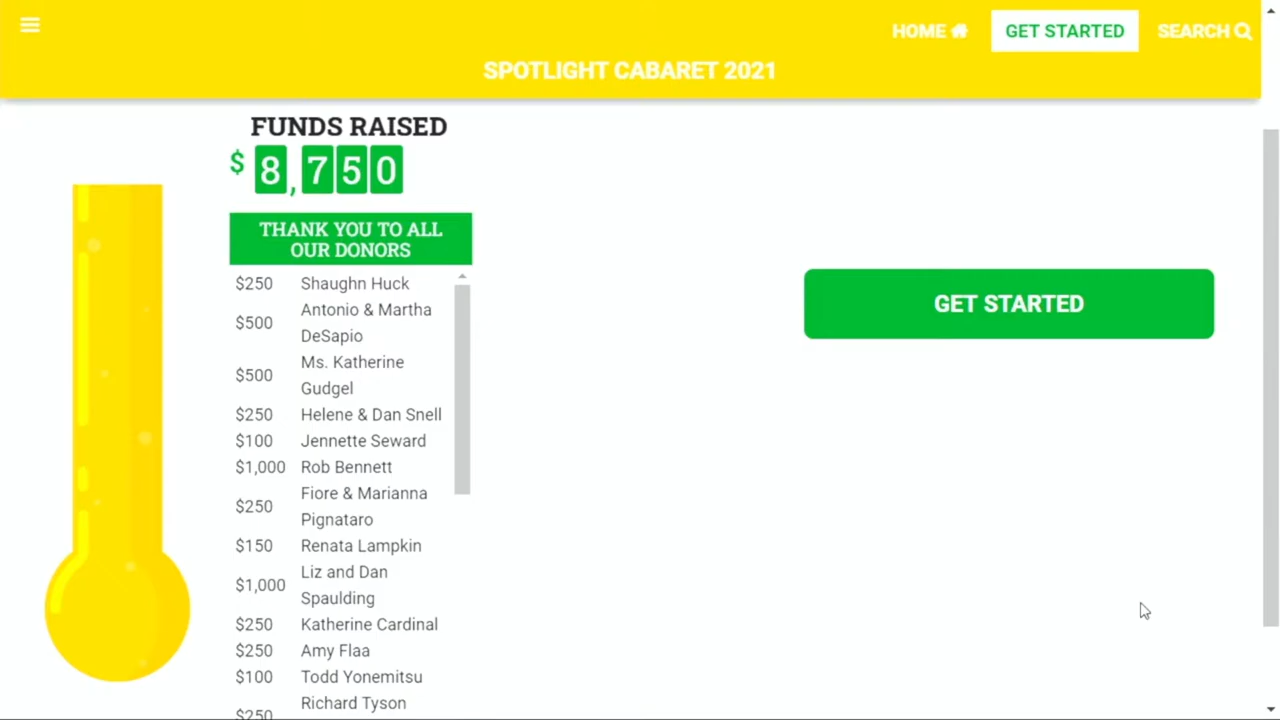 HOME
GET STARTED
SEARCH
SPOTLIGHT CABARET 2021
FUNDS RAISED
$ 8,750
THANK YOU TO ALL
OUR DONORS
$250 Shaughn Huck
$500 Antonio & Martha
DeSapio
$500 Ms. Katherine
Gudgel
$250 Helene & Dan Snell
$100 Jennette Seward
$1,000 Rob Bennett
$250 Fiore & Marianna
Pignataro
$150 Renata Lampkin
$1,000 Liz and Dan
Spaulding
$250 Katherine Cardinal
$250 Amy Flaa
$100 Todd Yonemitsu
$250 Richard Tyson
GET STARTED